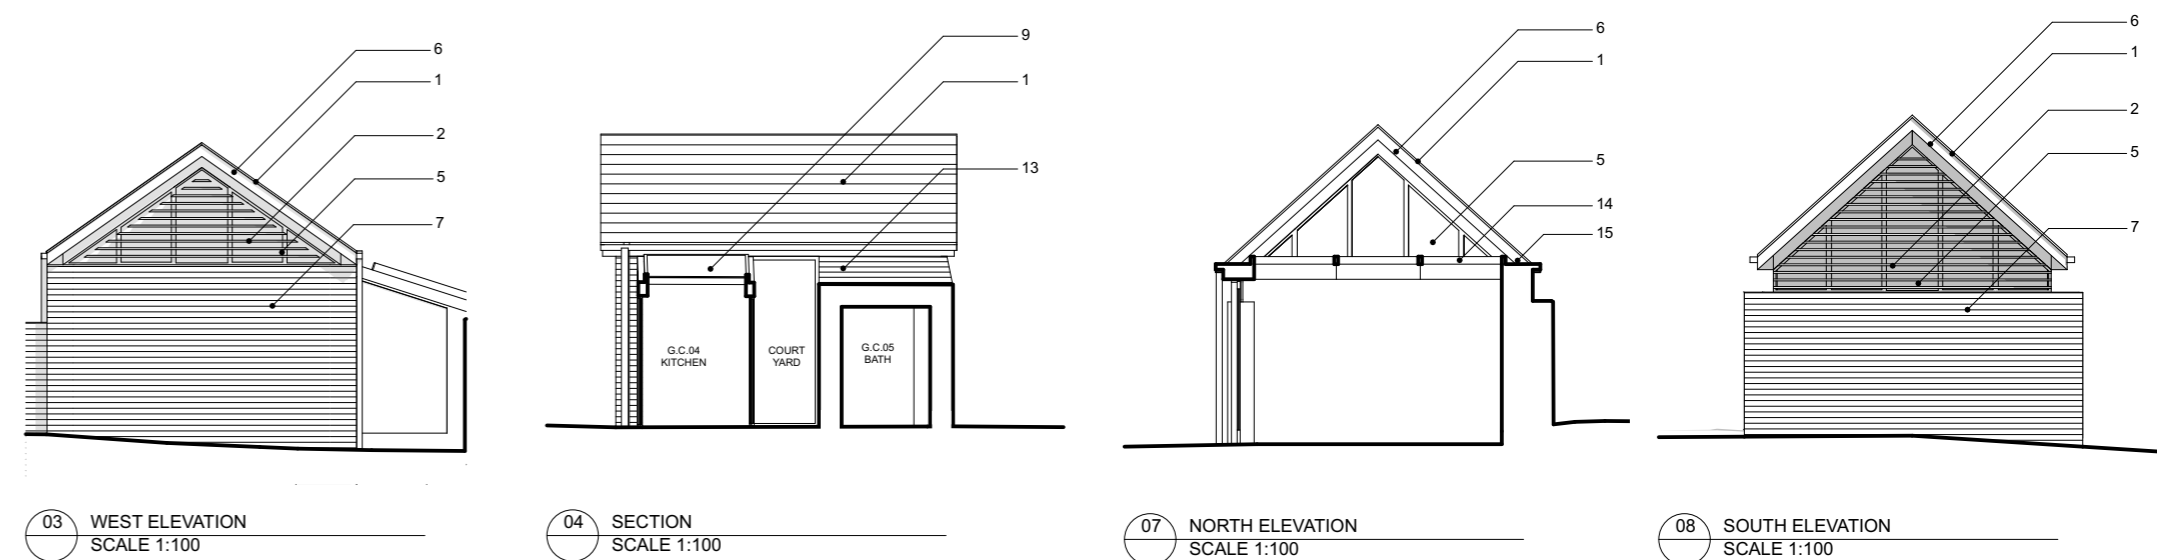 6
1
2
5
7
03
WEST ELEVATION
SCALE 1:100
9
1
13
G.C.04
KITCHEN
COURT
YARD
G.C.05
BATH
04
SECTION
SCALE 1:100
6
1
5
14
15
07
NORTH ELEVATION
SCALE 1:100
6
1
2
5
7
08
SOUTH ELEVATION
SCALE 1:100